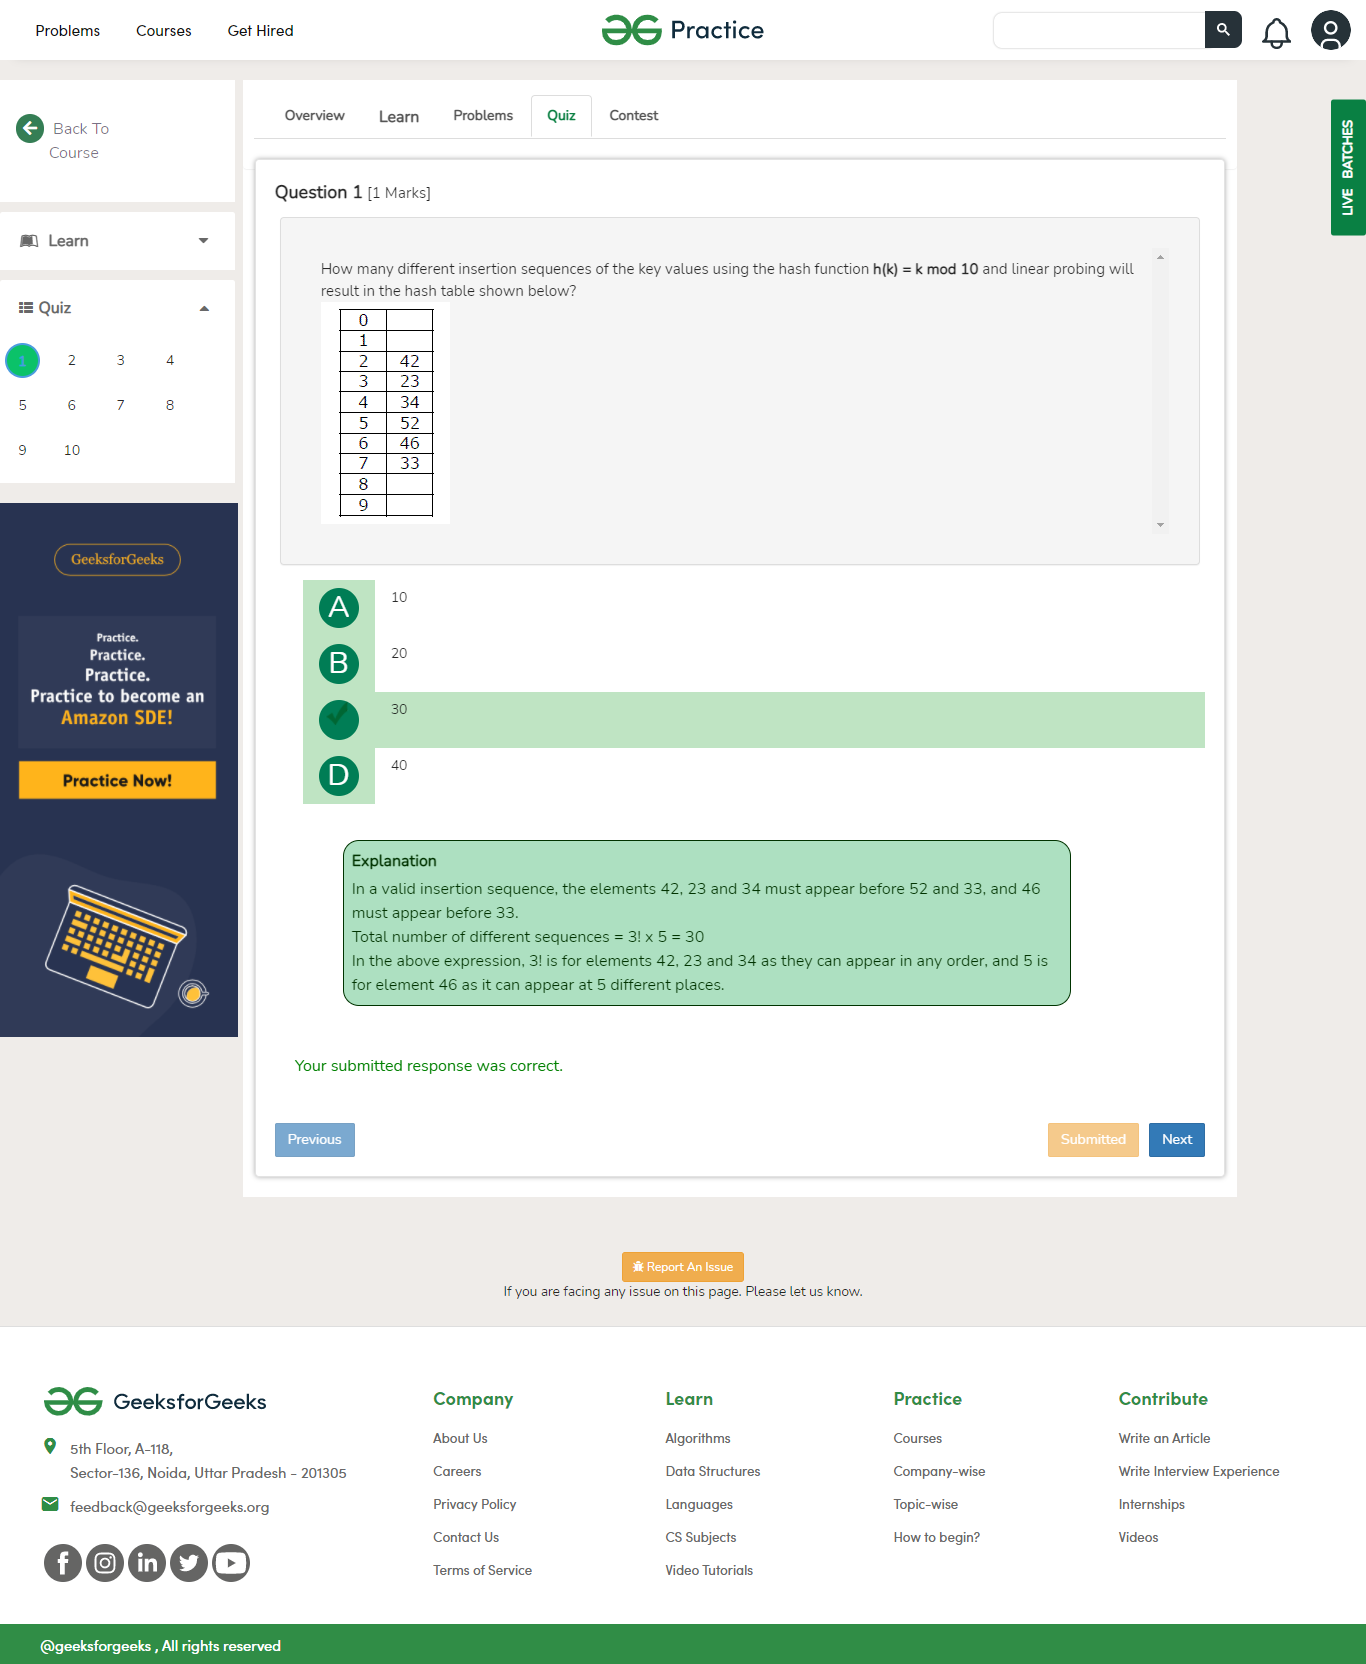 Problems Courses Get Hired
Practice
Back To
Course
Learn
Quiz
1 2 3 4
5 6 7 8
9 10
GeeksforGeeks
Practice.
Practice.
Practice.
Practice to become an
Amazon SDE!
Practice Now!
Overview Learn Problems Quiz Contest
LIVE BATCHES
Question 1 [1 Marks]
How many different insertion sequences of the key values using the hash function h(k) = k mod 10 and linear probing will
result in the hash table shown below?
0
1
2 42
3 23
4 34
5 52
6 46
7 33
8
9
A 10
B 20
30
D 40
Explanation
In a valid insertion sequence, the elements 42, 23 and 34 must appear before 52 and 33, and 46
must appear before 33.
Total number of different sequences = 3! x 5 = 30
In the above expression, 3! is for elements 42, 23 and 34 as they can appear in any order, and 5 is
for element 46 as it can appear at 5 different places.
Your submitted response was correct.
Previous Submitted Next
Report An Issue
If you are facing any issue on this page. Please let us know.
GeeksforGeeks
5th Floor, A-118,
Sector-136, Noida, Uttar Pradesh - 201305
feedback@geeksforgeeks.org
Company
About Us
Careers
Privacy Policy
Contact Us
Terms of Service
Learn
Algorithms
Data Structures
Languages
CS Subjects
Video Tutorials
Practice
Courses
Company-wise
Topic-wise
How to begin?
Contribute
Write an Article
Write Interview Experience
Internships
Videos
@geeksforgeeks , All rights reserved